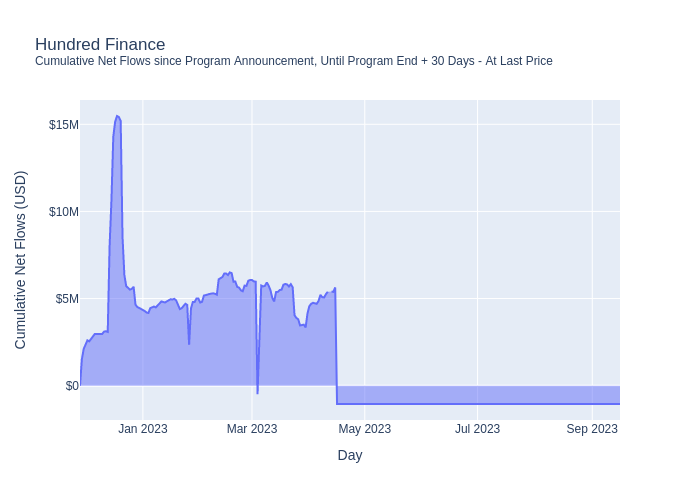 Hundred Finance
Cumulative Net Flows since Program Announcement, Until Program End + 30 Days - At Last Price
Cumulative Net Flows (USD)
$15M
$10M
$5M
$0
Jan 2023
Mar 2023
May 2023
Jul 2023
Sep 2023
Day